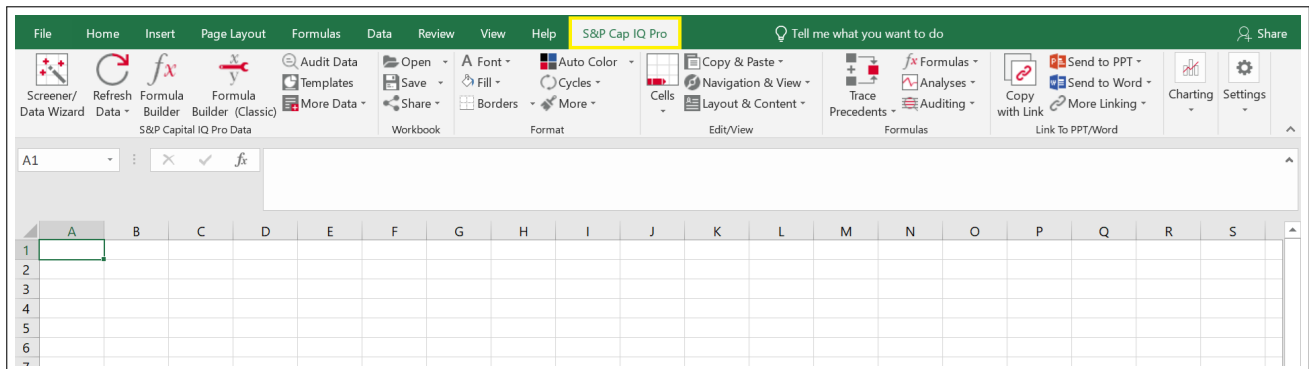 File Home Insert Page Layout Formulas Data Review View Help S&P Cap IQ Pro Tell me what you want to do Share
Screener/ Data Wizard
Refresh Data
fx Formula Builder
x y Formula Builder (Classic)
Audit Data
Templates
More Data
S&P Capital IQ Pro Data
Open
Save
Share
Workbook
A Font
Fill
Borders
Auto Color
Cycles
More
Format
Cells
Copy & Paste
Navigation & View
Layout & Content
Edit/View
Trace Precedents
fx Formulas
Analyses
Auditing
Formulas
Copy with Link
Send to PPT
Send to Word
More Linking
Link To PPT/Word
Charting
Settings
A1 fx
A B C D E F G H I J K L M N O P Q R S
1
2
3
4
5
6
7